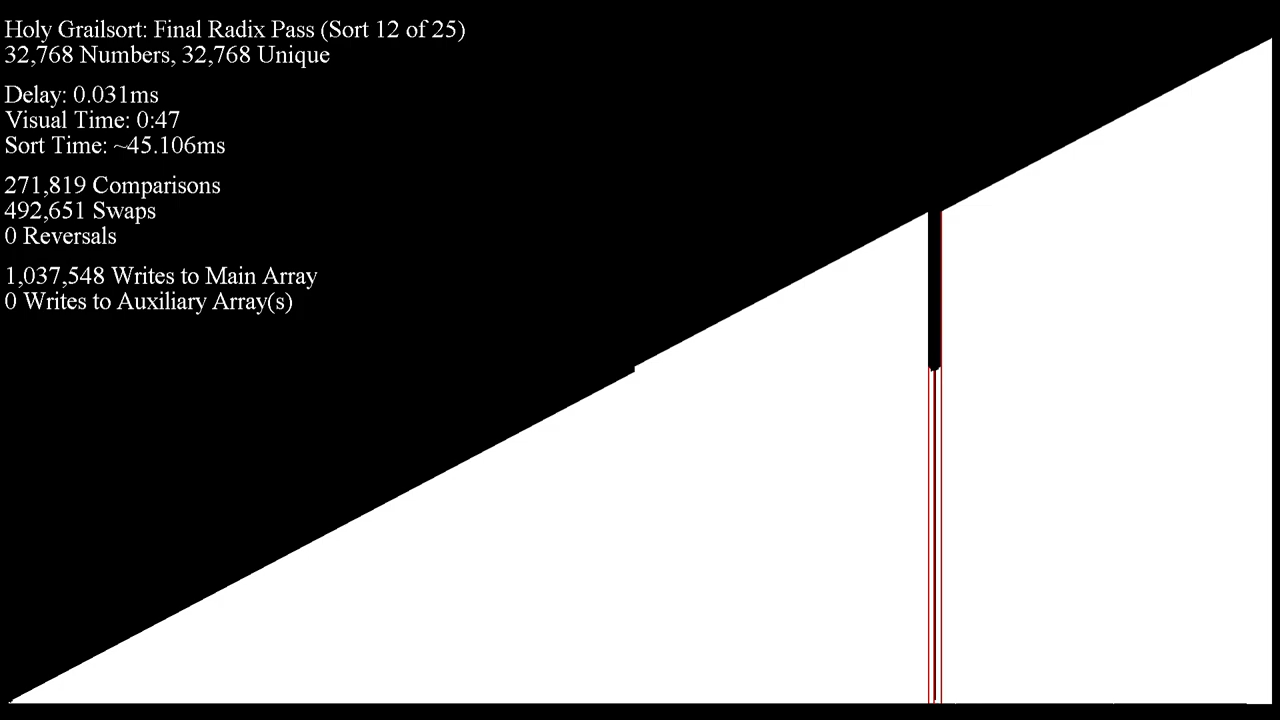 Holy Grailsort: Final Radix Pass (Sort 12 of 25)
32,768 Numbers, 32,768 Unique
Delay: 0.031ms
Visual Time: 0:47
Sort Time: ~45.106ms
271,819 Comparisons
492,651 Swaps
0 Reversals
1,037,548 Writes to Main Array
0 Writes to Auxiliary Array(s)